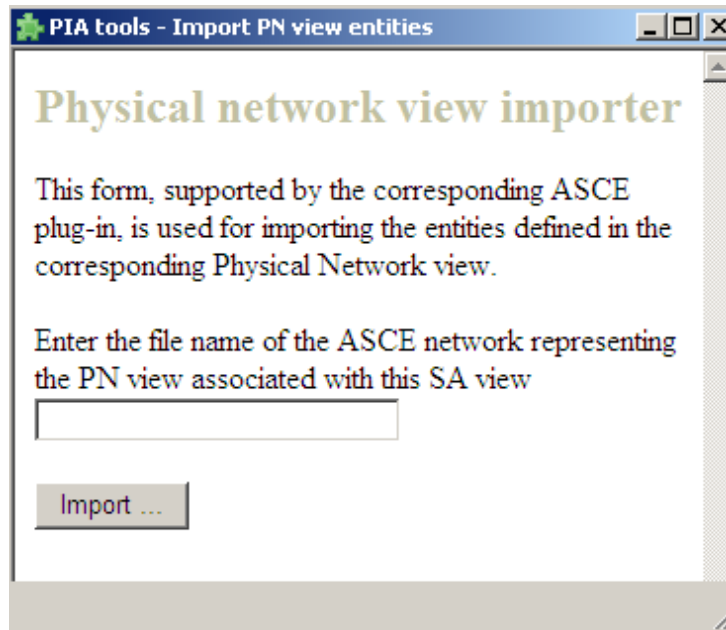 PIA tools - Import PN view entities
Physical network view importer
This form, supported by the corresponding ASCE
plug-in, is used for importing the entities defined in the
corresponding Physical Network view.
Enter the file name of the ASCE network representing
the PN view associated with this SA view
Import ...